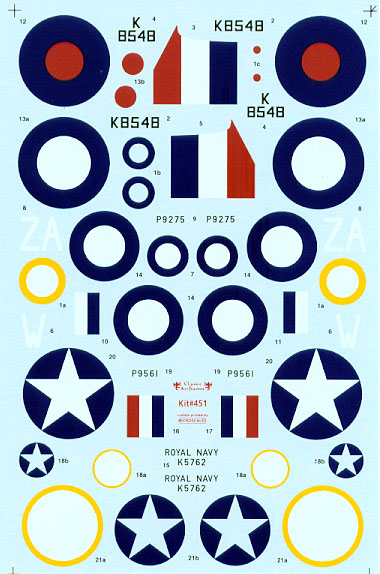 12 K 4 3 12
8548
13b 1c
K
8548
13a K8548 2 5 4 13a
1b
8 8
ZA P9275 9 P9275 ZA
14 7 14
1a 1a
W 6 10 11 6 W
20 20
P9561 19 19 P9561
Classic
Airframes
Kit#451
custom printed by
MICROSCALE
16 17
ROYAL NAVY
18b 18a 15 K5762 18a 18b
ROYAL NAVY
K5762
21a 21b 21a